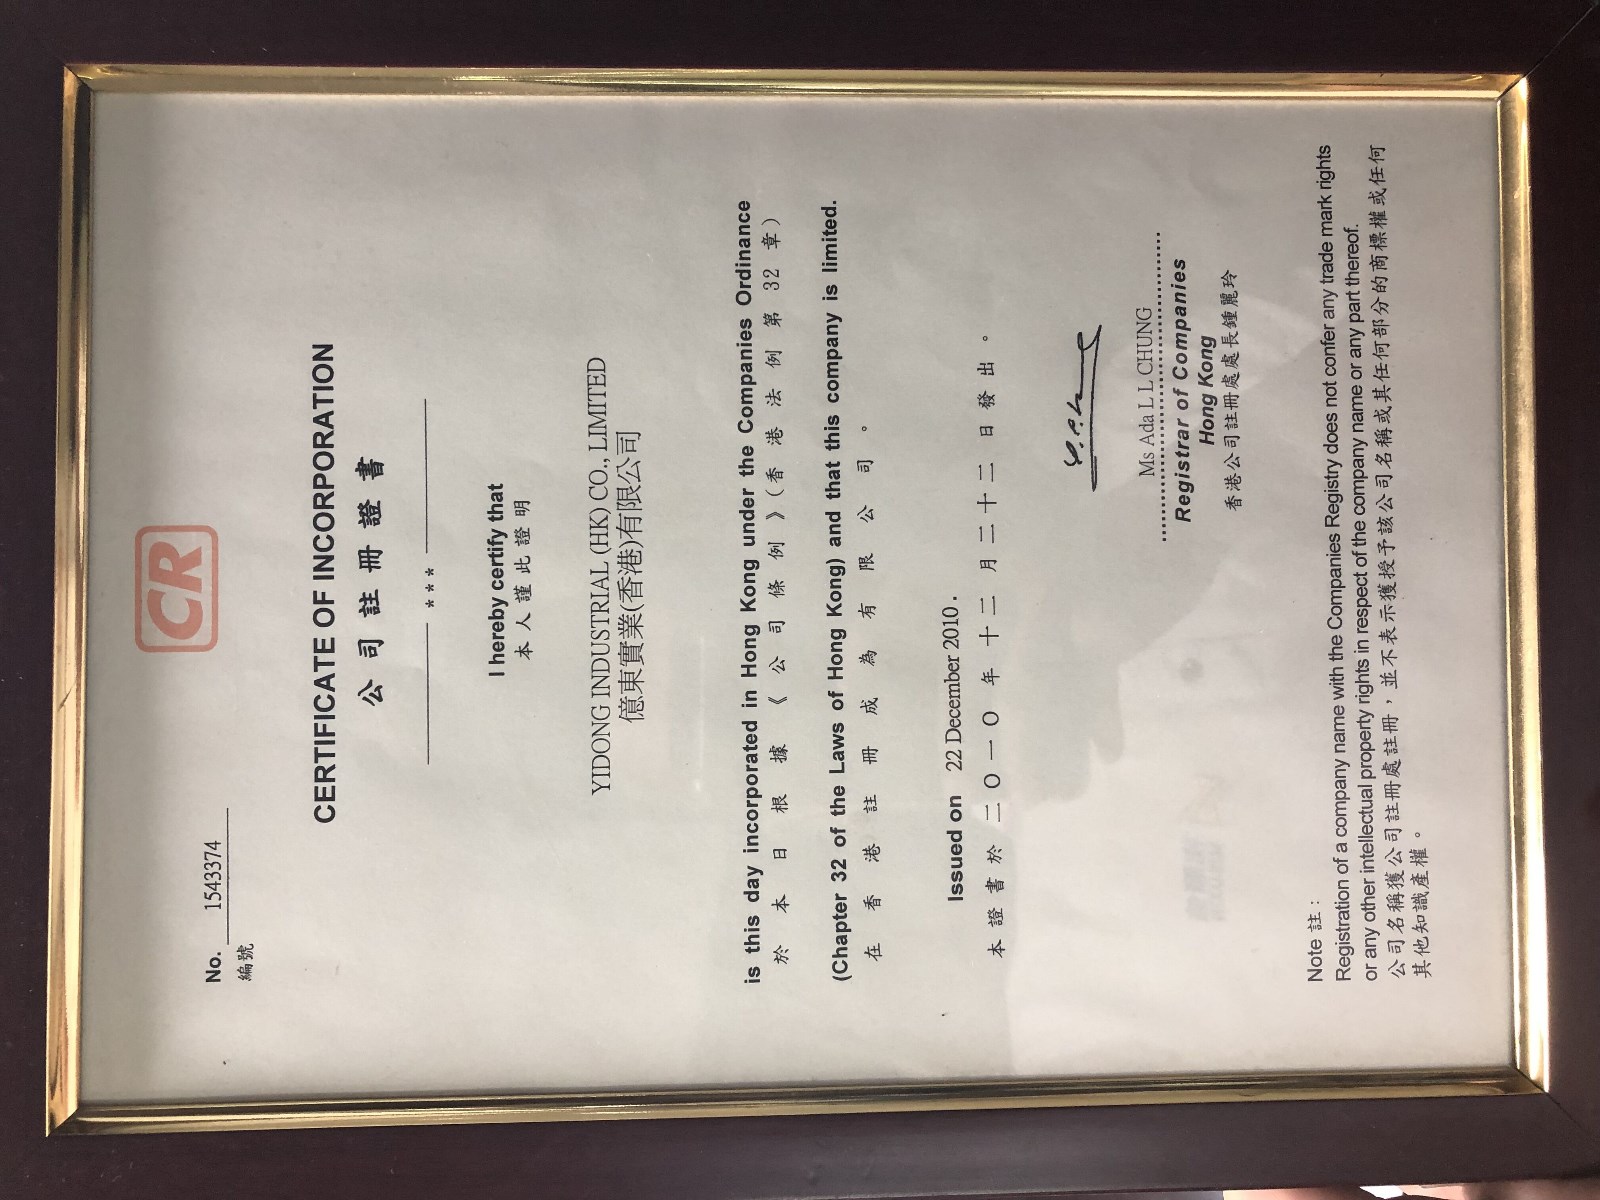 CR
No. 1543374
編號
CERTIFICATE OF INCORPORATION
公司註冊證書
***
I hereby certify that
本人謹此證明
YIDONG INDUSTRIAL (HK) CO., LIMITED
億東實業(香港)有限公司
is this day incorporated in Hong Kong under the Companies Ordinance
於本日根據《公司條例》(香港法例第32章)
(Chapter 32 of the Laws of Hong Kong) and that this company is limited.
在香港註冊成為有限公司。
Issued on 22 December 2010.
本證書於二○一○年十二月二十二日發出。
Ms Ada L L CHUNG
Registrar of Companies
Hong Kong
香港公司註冊處處長鍾麗玲
Note 註：
Registration of a company name with the Companies Registry does not confer any trade mark rights
or any other intellectual property rights in respect of the company name or any part thereof.
公司名稱獲公司註冊處註冊，並不表示獲授予該公司名稱或其任何部分的商標權或任何
其他知識產權。